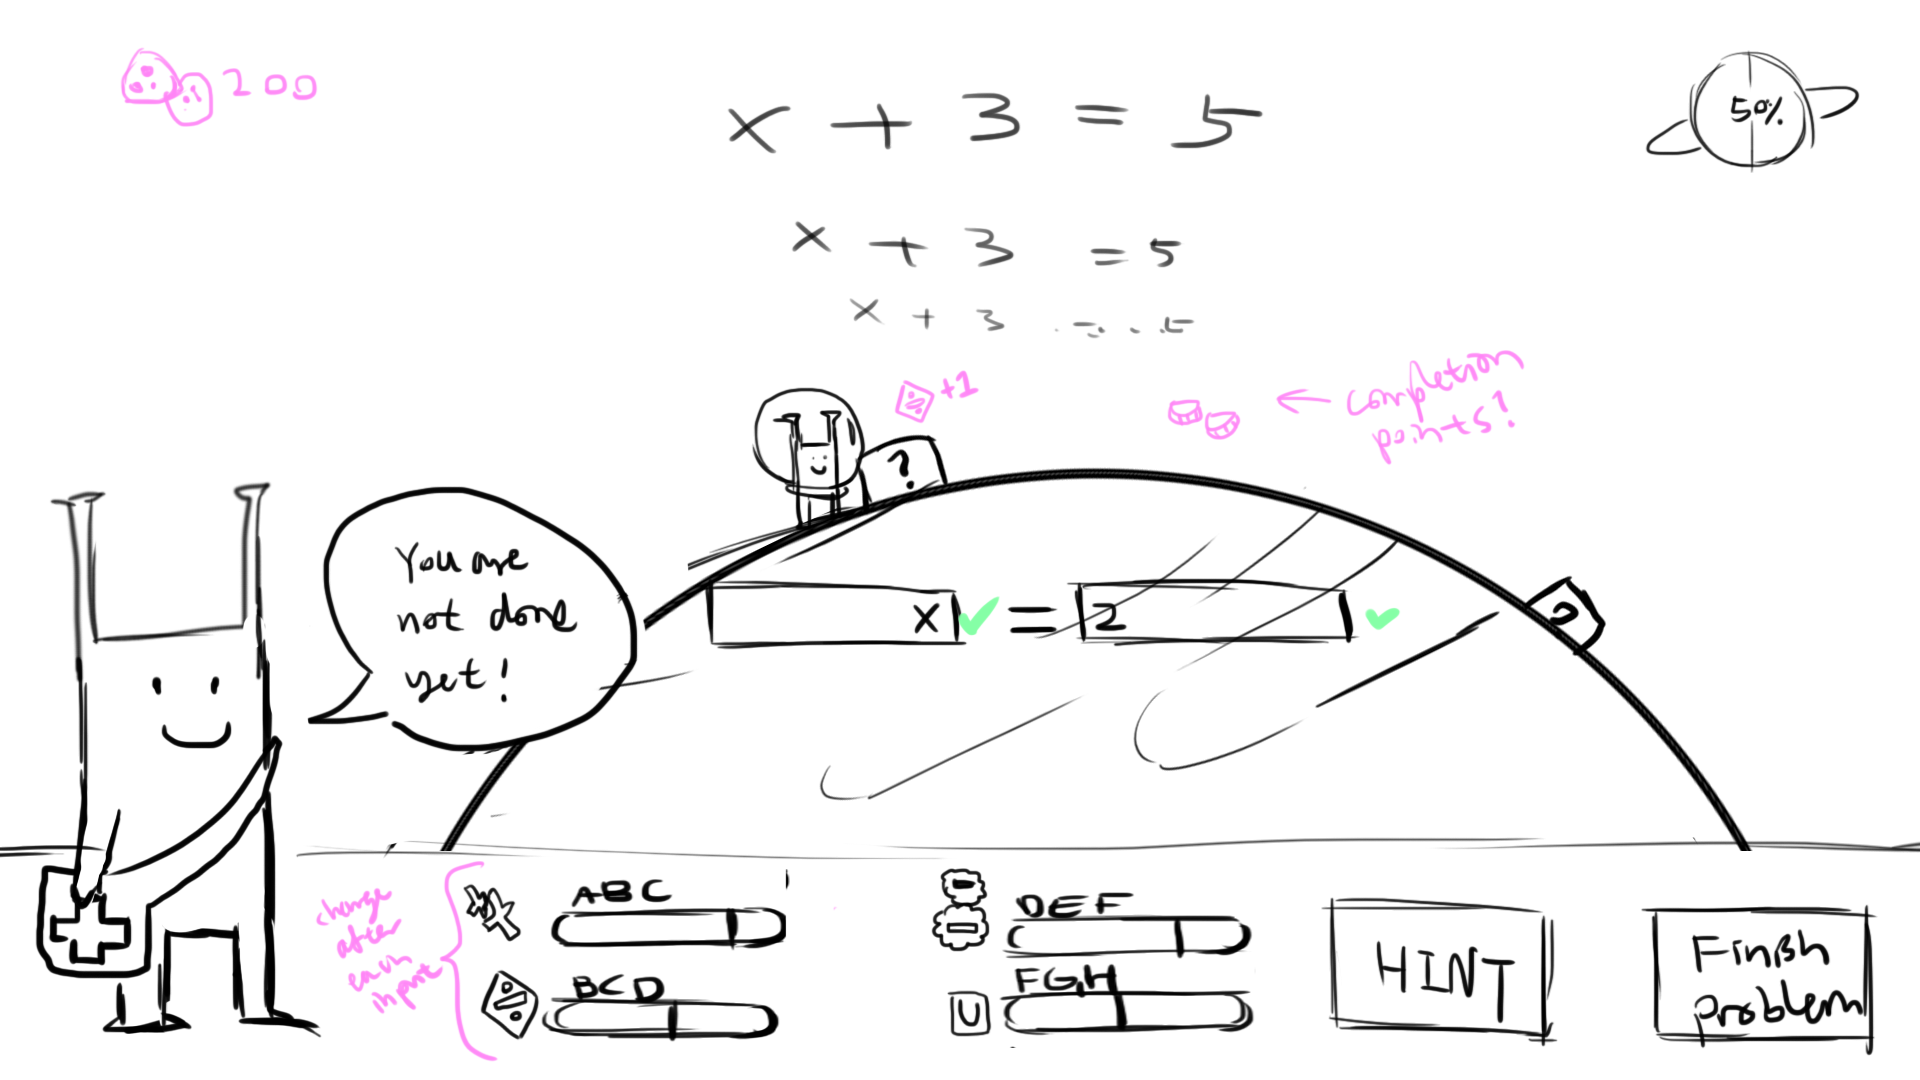 200
x + 3 = 5
50%
x + 3 = 5
x + 3 = 5
+1
← completion
points!
?
You are
not done
yet!
x = 2
?
change
after
each
input
ABC
BCD
DEF
FGH
U
HINT
Finish
problem